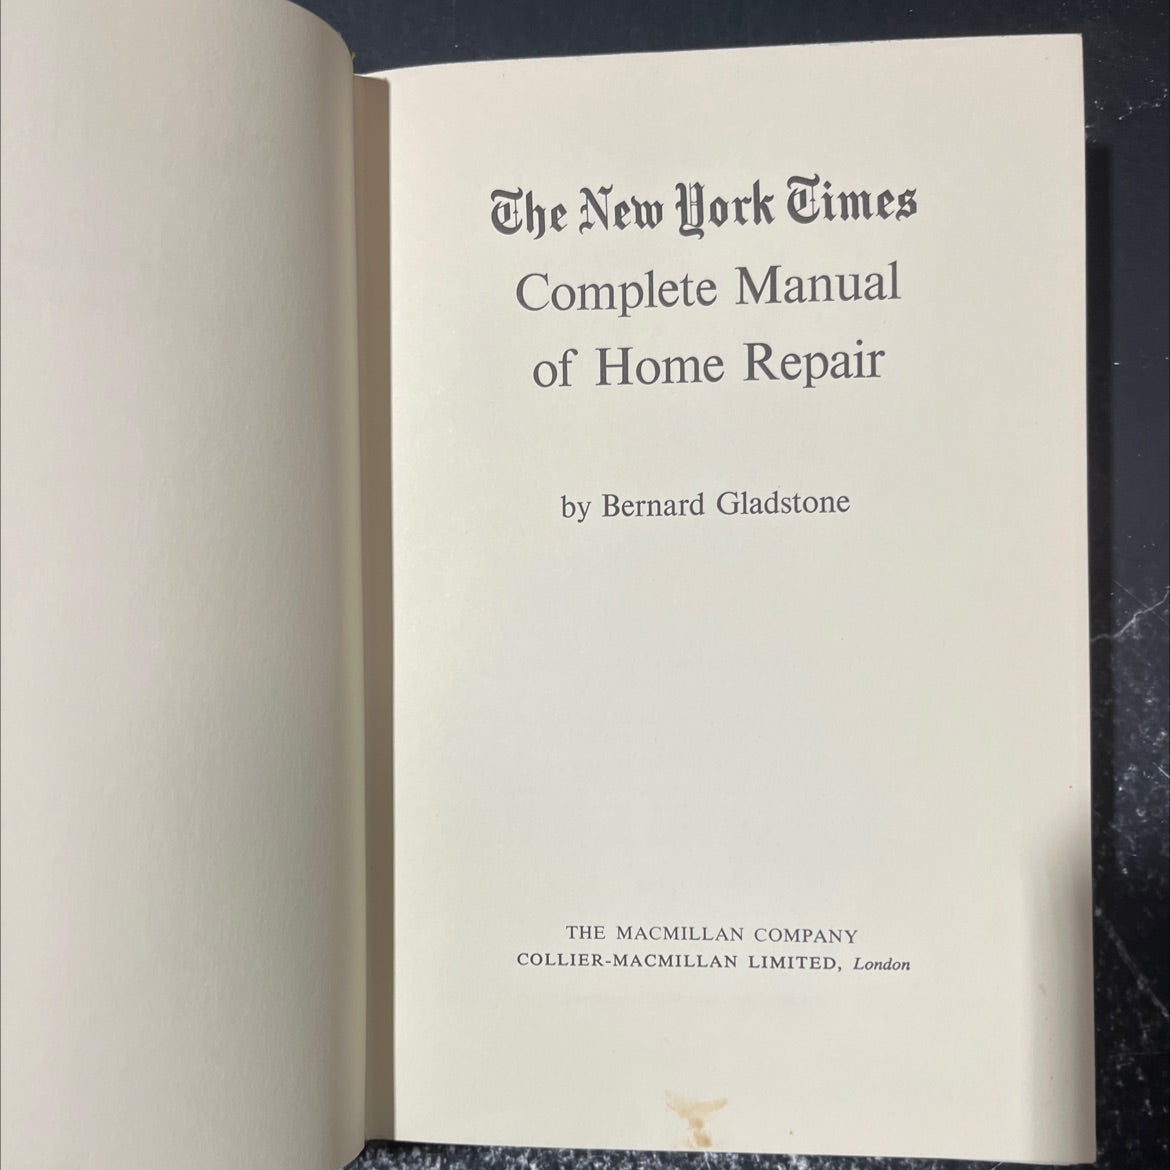 The New York Times
Complete Manual
of Home Repair
by Bernard Gladstone
THE MACMILLAN COMPANY
COLLIER-MACMILLAN LIMITED, London